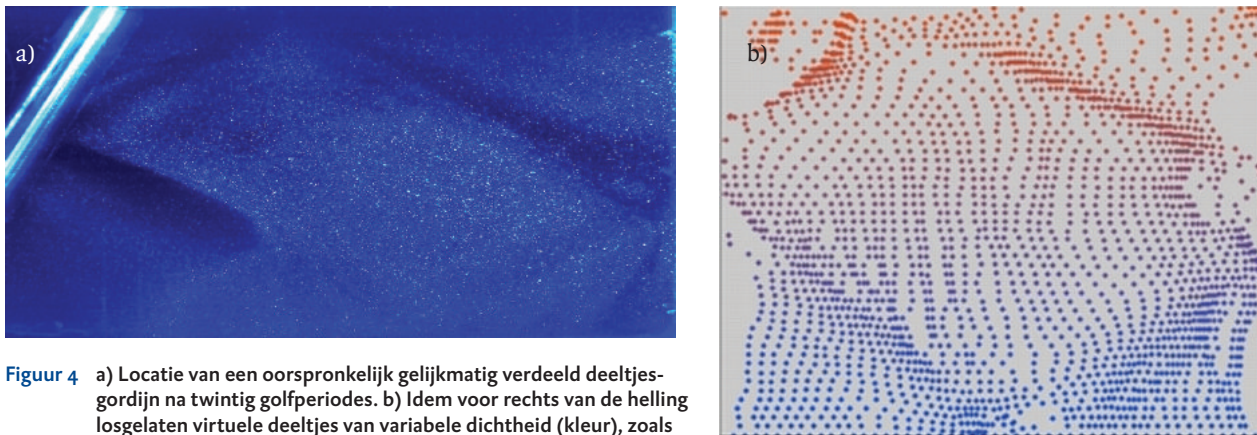 a)
b)
Figuur 4 a) Locatie van een oorspronkelijk gelijkmatig verdeeld deeltjes-
gordijn na twintig golfperiodes. b) Idem voor rechts van de helling
losgelaten virtuele deeltjes van variabele dichtheid (kleur), zoals